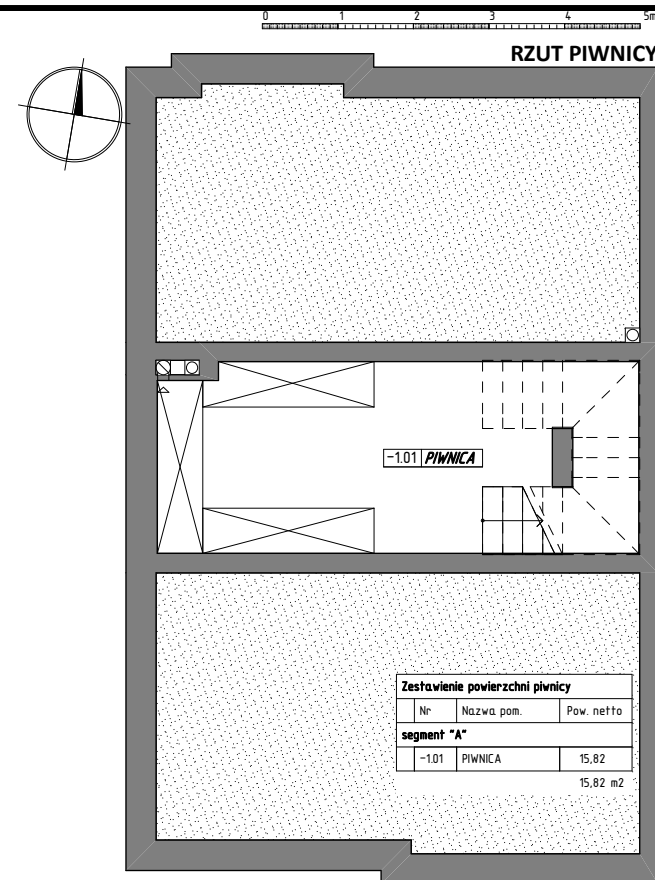 0 1 2 3 4 5m
RZUT PIWNICY
-1.01 PIWNICA
Zestawienie powierzchni piwnicy
Nr Nazwa pom. Pow. netto
segment "A"
-1.01 PIWNICA 15,82
15,82 m2